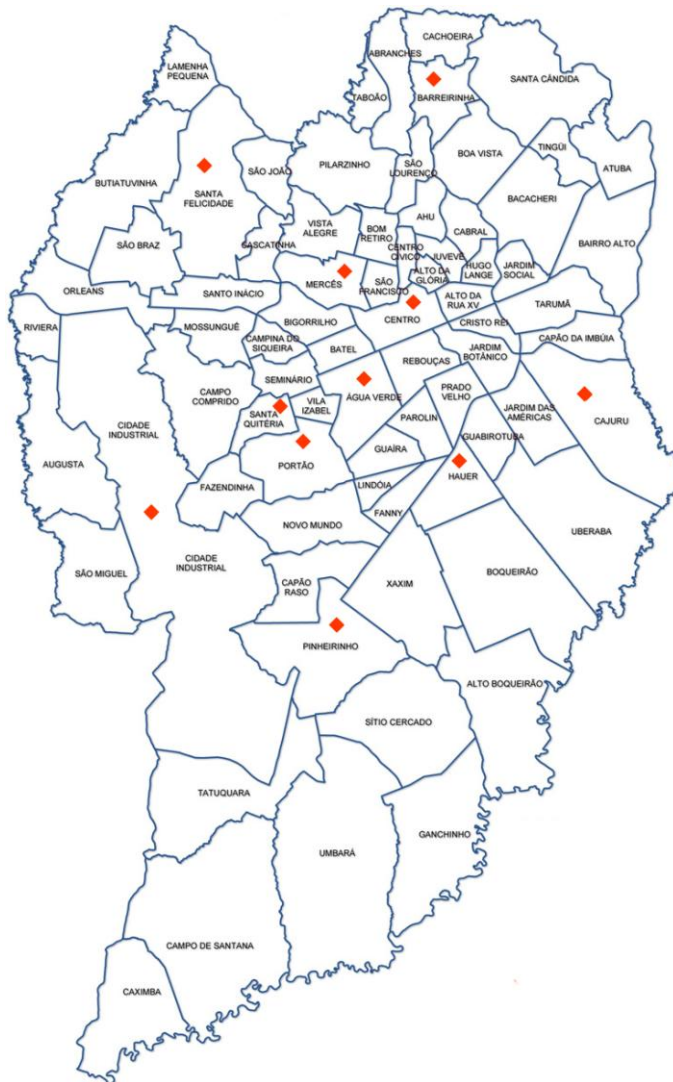 CACHOEIRA
ABRANCHES
LAMENHA
PEQUENA
SANTA CÂNDIDA
TABOÃO
BARREIRINHA
TINGÜI
BOA VISTA
SÃO JOÃO
PILARZINHO
SÃO
LOURENÇO
ATUBA
BUTIATUVINHA
SANTA
FELICIDADE
BACACHERI
AHU
VISTA
ALEGRE
BOM
RETIRO
CABRAL
SÃO BRAZ
CASCATINHA
CENTRO
CÍVICO
JUVEVÊ
HUGO
LANGE
JARDIM
SOCIAL
BAIRRO ALTO
ALTO DA
GLÓRIA
MERCÊS
SÃO
FRANCISCO
ORLEANS
SANTO INÁCIO
ALTO DA
RUA XV
TARUMÃ
RIVIERA
MOSSUNGUÊ
BIGORRILHO
CENTRO
CRISTO REI
CAMPINA DO
SIQUEIRA
BATEL
CAPÃO DA IMBÚIA
REBOUÇAS
JARDIM
BOTÂNICO
SEMINÁRIO
CAMPO
COMPRIDO
PRADO
VELHO
VILA
IZABEL
ÁGUA VERDE
SANTA
QUITÉRIA
PAROLIN
JARDIM DAS
AMÉRICAS
CAJURU
CIDADE
INDUSTRIAL
GUABIROTUBA
GUAÍRA
AUGUSTA
PORTÃO
HAUER
FAZENDINHA
LINDÓIA
FANNY
NOVO MUNDO
UBERABA
CIDADE
INDUSTRIAL
SÃO MIGUEL
BOQUEIRÃO
CAPÃO
RASO
XAXIM
PINHEIRINHO
ALTO BOQUEIRÃO
SÍTIO CERCADO
TATUQUARA
GANCHINHO
UMBARÁ
CAMPO DE SANTANA
CAXIMBA